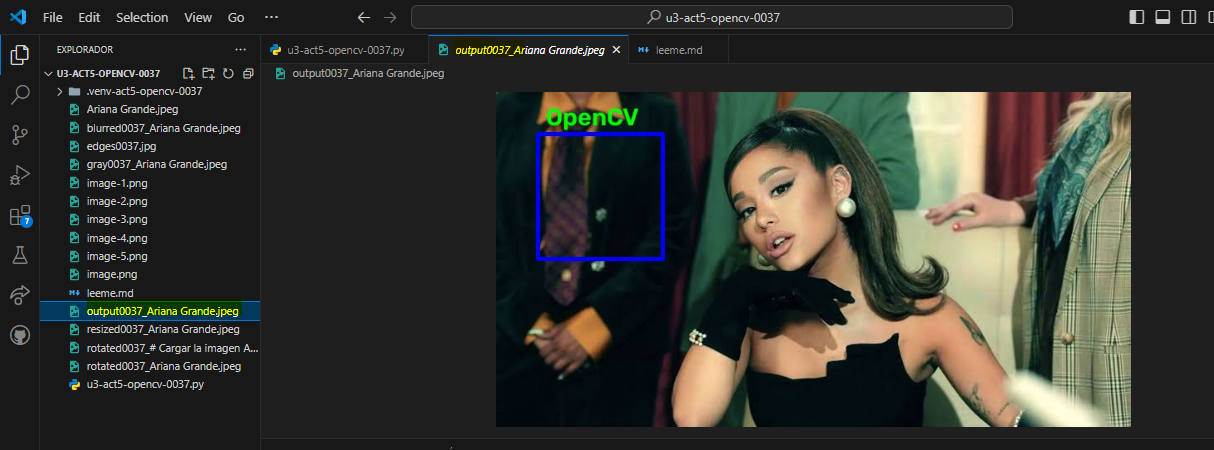 File Edit Selection View Go ··· u3-act5-opencv-0037
EXPLORADOR ···
u3-act5-opencv-0037.py output0037_Ariana Grande.jpeg leeme.md
U3-ACT5-OPENCV-0037
output0037_Ariana Grande.jpeg
.venv-act5-opencv-0037
Ariana Grande.jpeg
blurred0037_Ariana Grande.jpeg
edges0037.jpg
gray0037_Ariana Grande.jpeg
image-1.png
image-2.png
image-3.png
image-4.png
image-5.png
image.png
leeme.md
output0037_Ariana Grande.jpeg
resized0037_Ariana Grande.jpeg
rotated0037_# Cargar la imagen A...
rotated0037_Ariana Grande.jpeg
u3-act5-opencv-0037.py
7
OpenCV